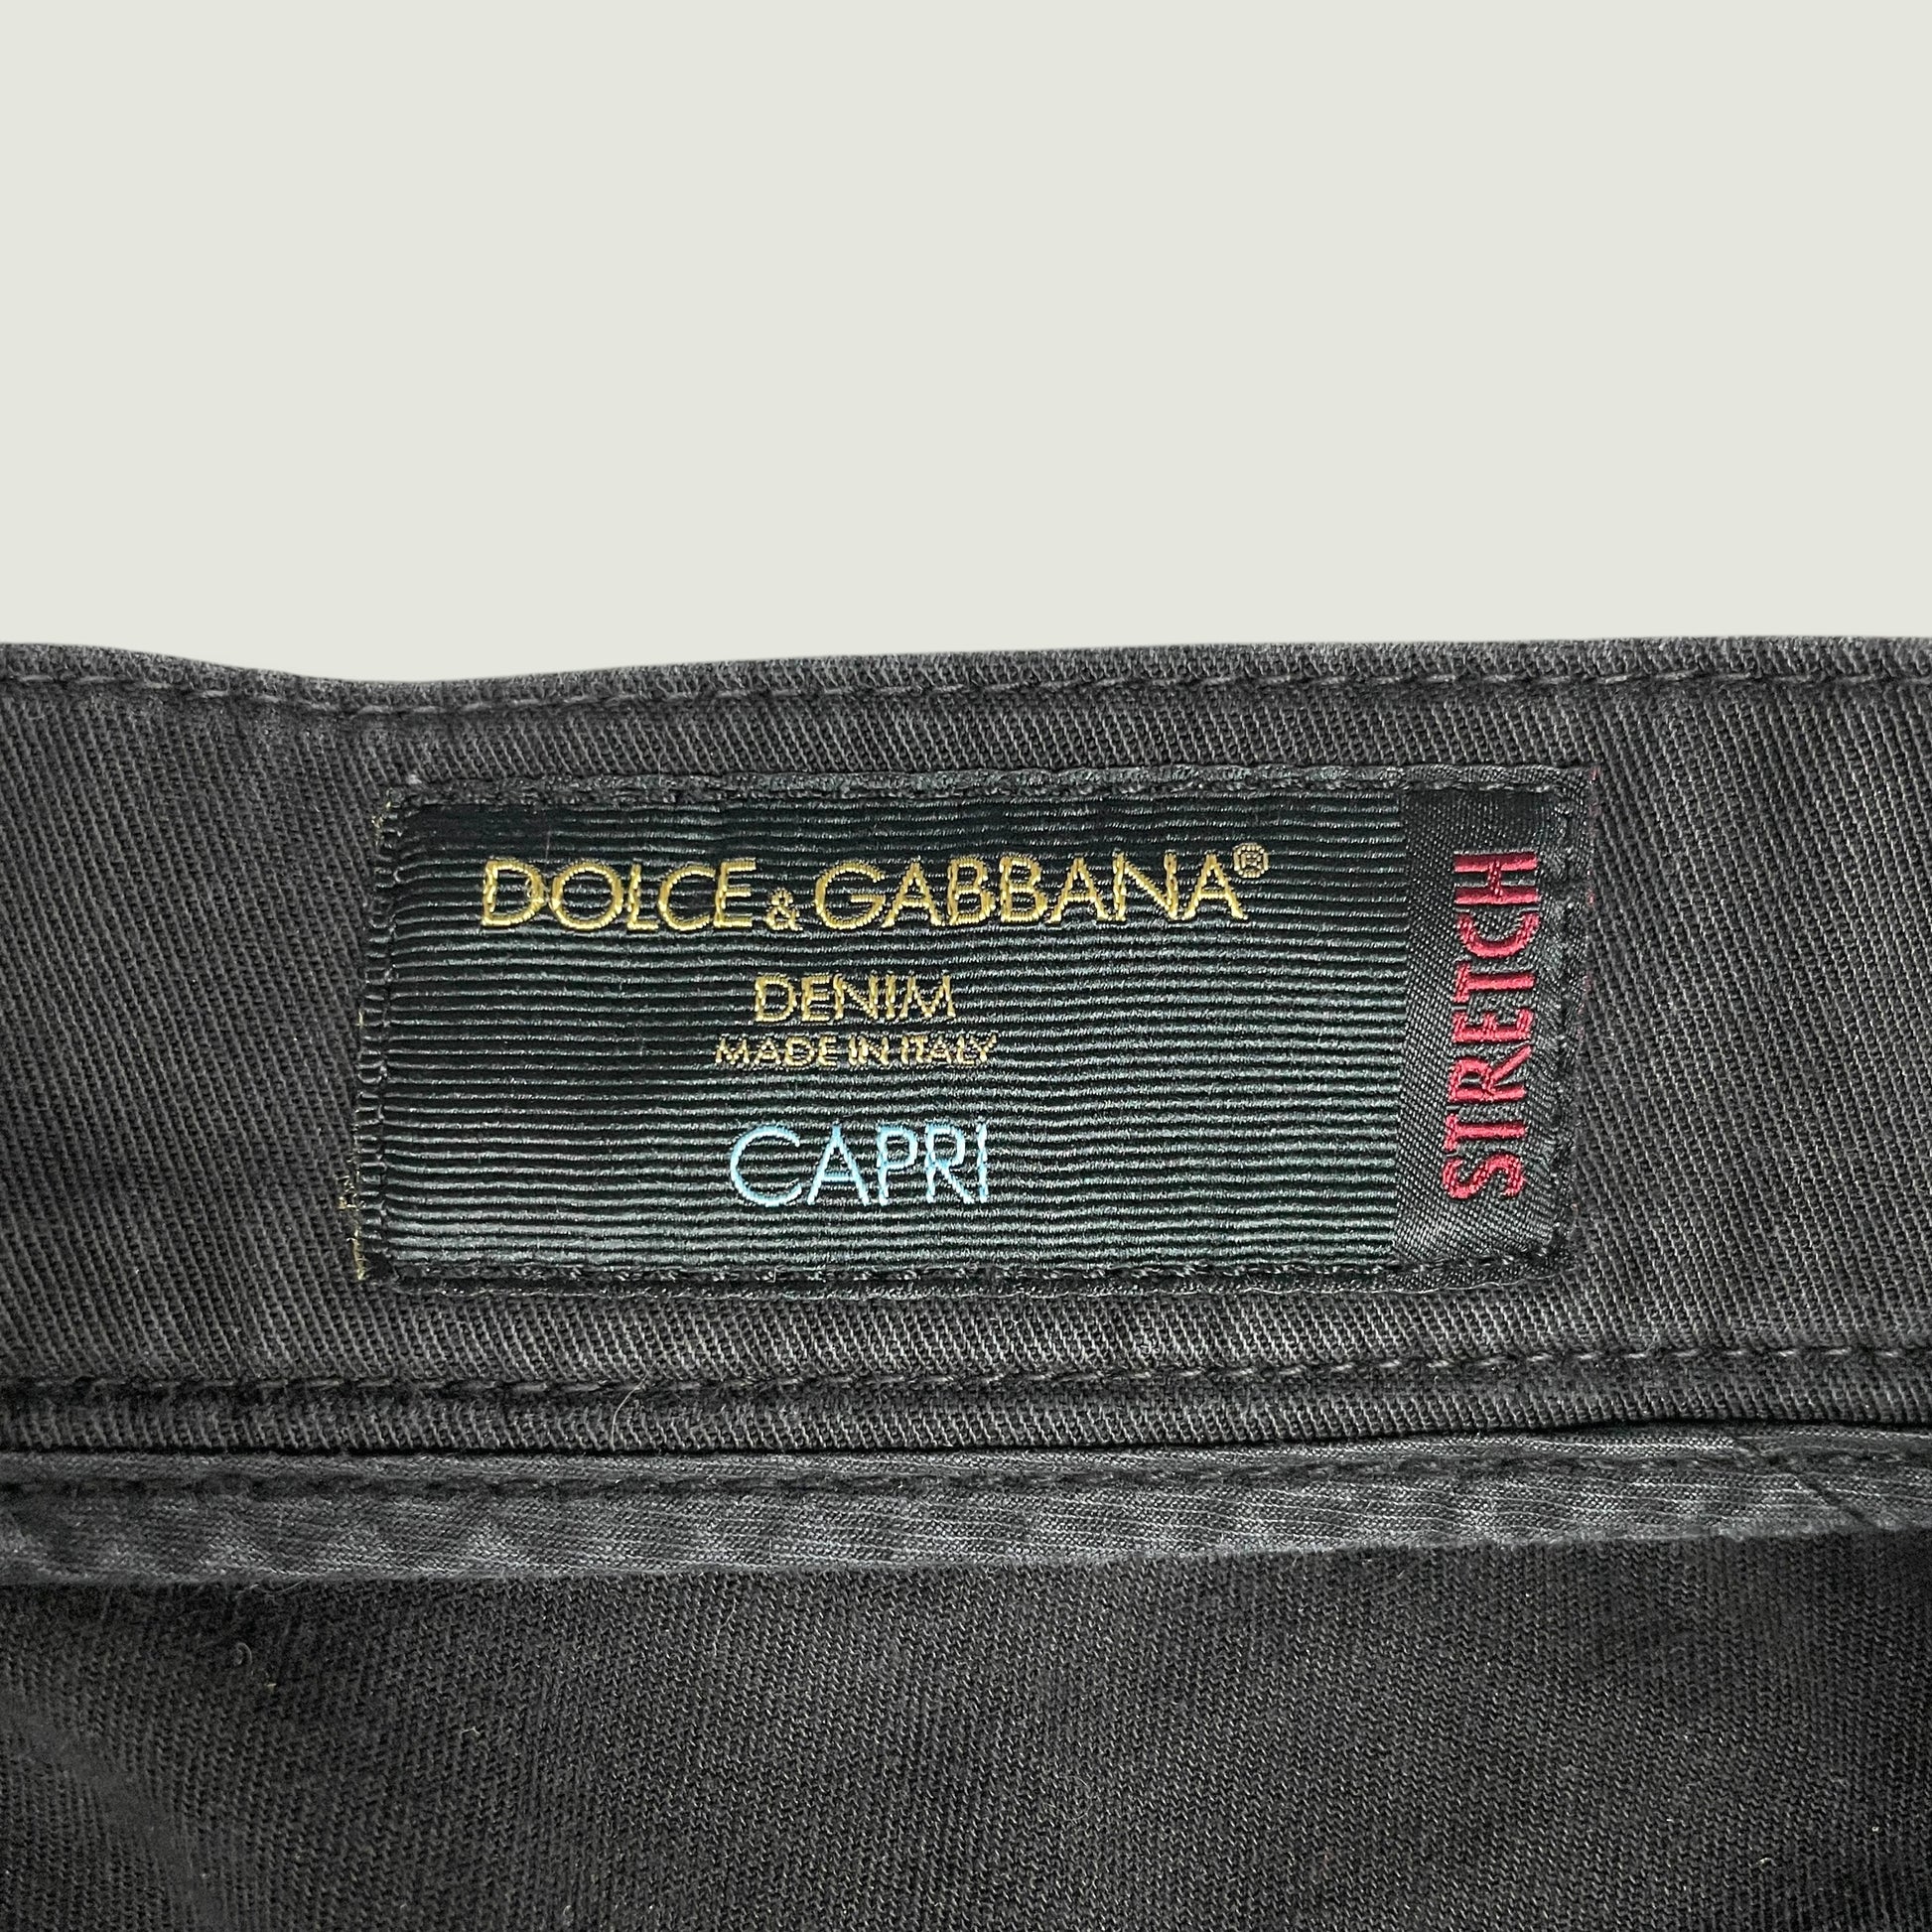 DOLCE & GABBANA®
DENIM
MADE IN ITALY
CAPRI
STRETCH